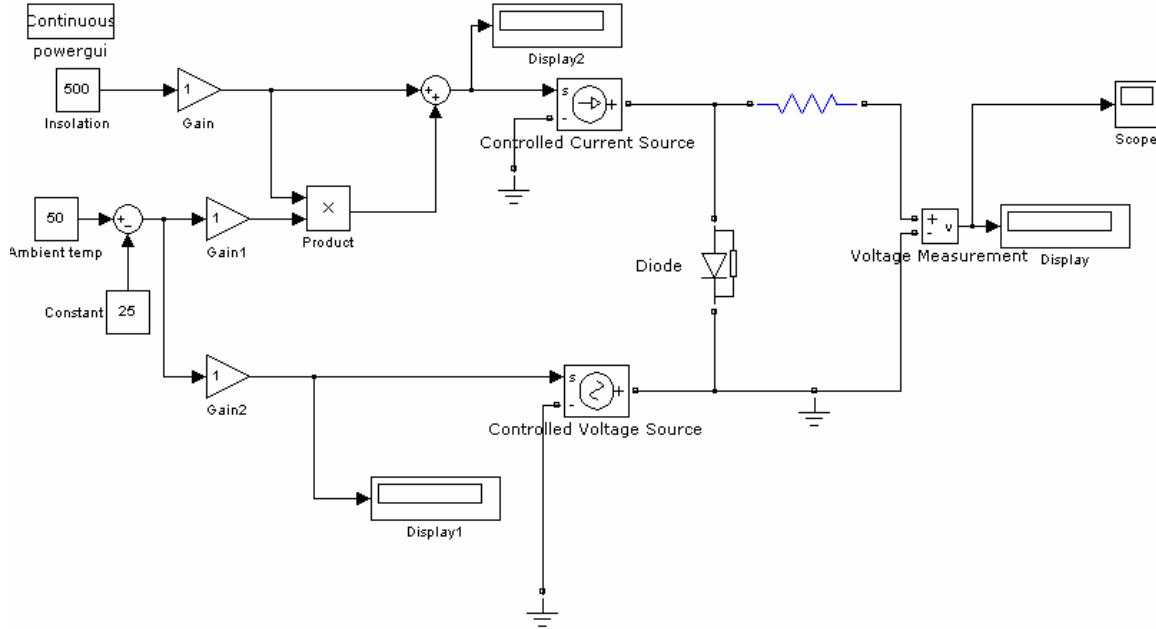 Continuous
powergui
Display2
500
Insolation
1
Gain
+
+
s
-
+
Controlled Current Source
Scope
50
Ambient temp
+
-
1
Gain1
×
Product
Diode
+
-
v
Voltage Measurement
Display
Constant
25
1
Gain2
s
-
+
Controlled Voltage Source
Display1